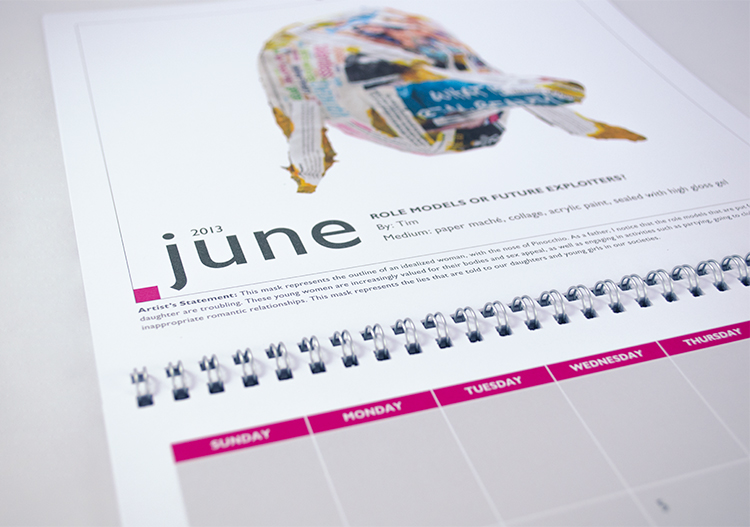 WHAT'S
2013
june
ROLE MODELS OR FUTURE EXPLOITERS?
By: Tim
Medium: paper maché, collage, acrylic paint, sealed with high gloss gel
Artist's Statement: This mask represents the outline of an idealized woman, with the nose of Pinocchio. As a father, I notice that the role models that are put
daughter are troubling. These young women are increasingly valued for their bodies and sex appeal, as well as engaging in activities such as partying, going to
inappropriate romantic relationships. This mask represents the lies that are told to our daughters and young girls in our societies.
SUNDAY MONDAY TUESDAY WEDNESDAY THURSDAY